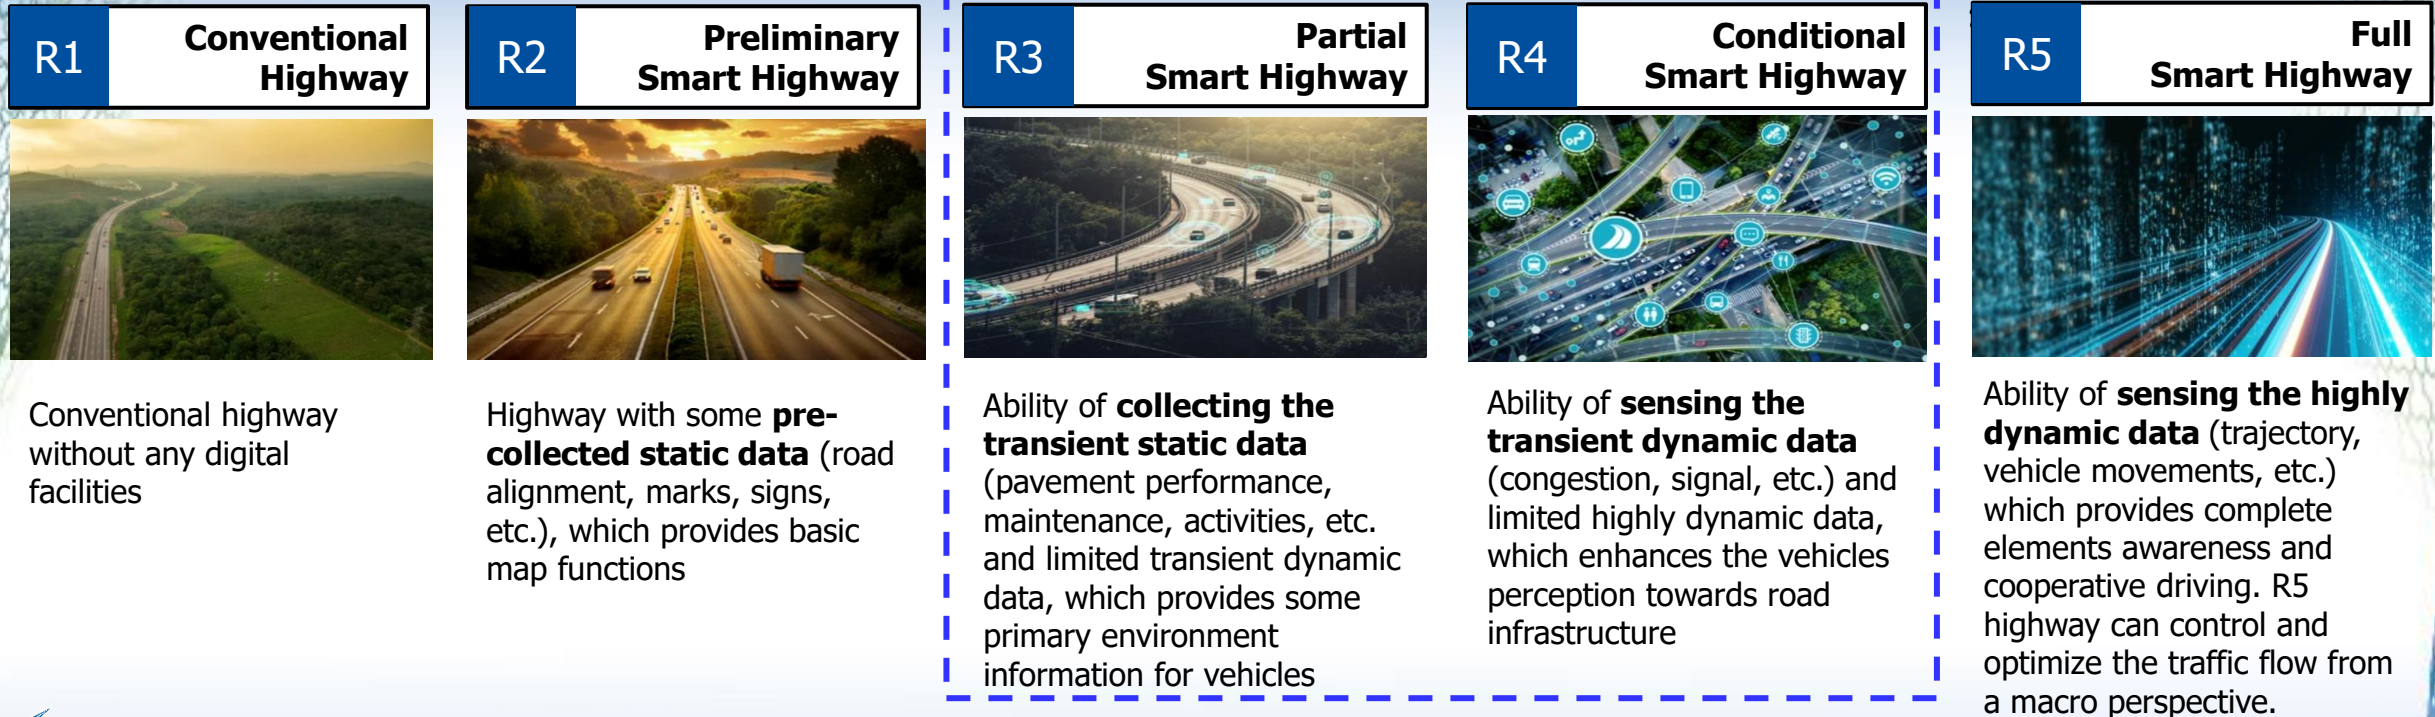 R1
Conventional
Highway
Conventional highway
without any digital
facilities
R2
Preliminary
Smart Highway
Highway with some pre-
collected static data (road
alignment, marks, signs,
etc.), which provides basic
map functions
R3
Partial
Smart Highway
Ability of collecting the
transient static data
(pavement performance,
maintenance, activities, etc.
and limited transient dynamic
data, which provides some
primary environment
information for vehicles
R4
Conditional
Smart Highway
Ability of sensing the
transient dynamic data
(congestion, signal, etc.) and
limited highly dynamic data,
which enhances the vehicles
perception towards road
infrastructure
R5
Full
Smart Highway
Ability of sensing the highly
dynamic data (trajectory,
vehicle movements, etc.)
which provides complete
elements awareness and
cooperative driving. R5
highway can control and
optimize the traffic flow from
a macro perspective.